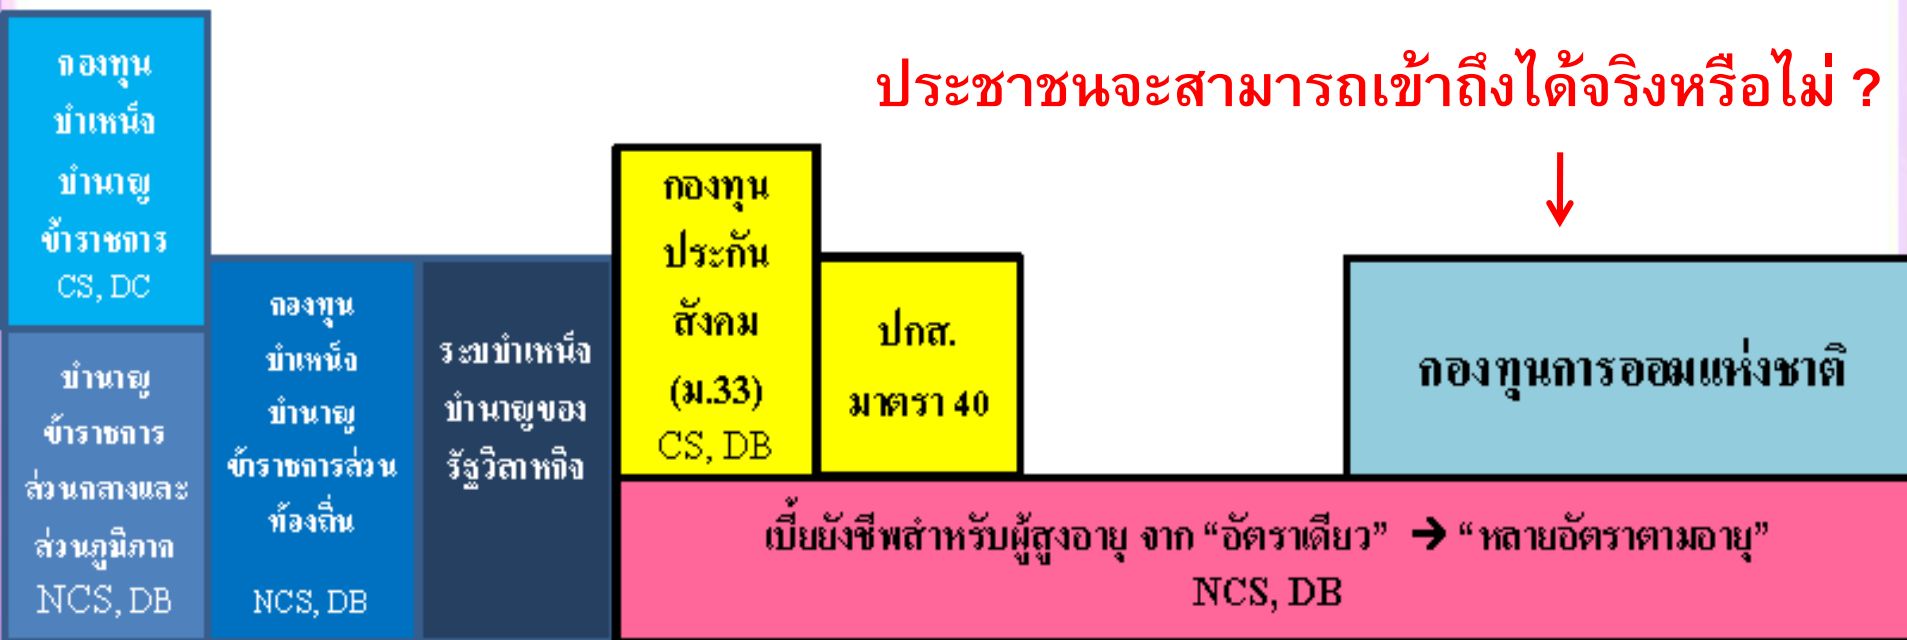 ประชาชนจะสามารถเข้าถึงได้จริงหรือไม่ ?
กองทุน
บำเหน็จ
บำนาญ
ข้าราชการ
CS, DC
บำนาญ
ข้าราชการ
ส่วนกลางและ
ส่วนภูมิภาค
NCS, DB
กองทุน
บำเหน็จ
บำนาญ
ข้าราชการส่วน
ท้องถิ่น
NCS, DB
ระบบำเหน็จ
บำนาญของ
รัฐวิสาหกิจ
กองทุน
ประกัน
สังคม
(ม.33)
CS, DB
ปกส.
มาตรา 40
กองทุนการออมแห่งชาติ
เบี้ยยังชีพสำหรับผู้สูงอายุ จาก “อัตราเดียว” → “หลายอัตราตามอายุ”
NCS, DB